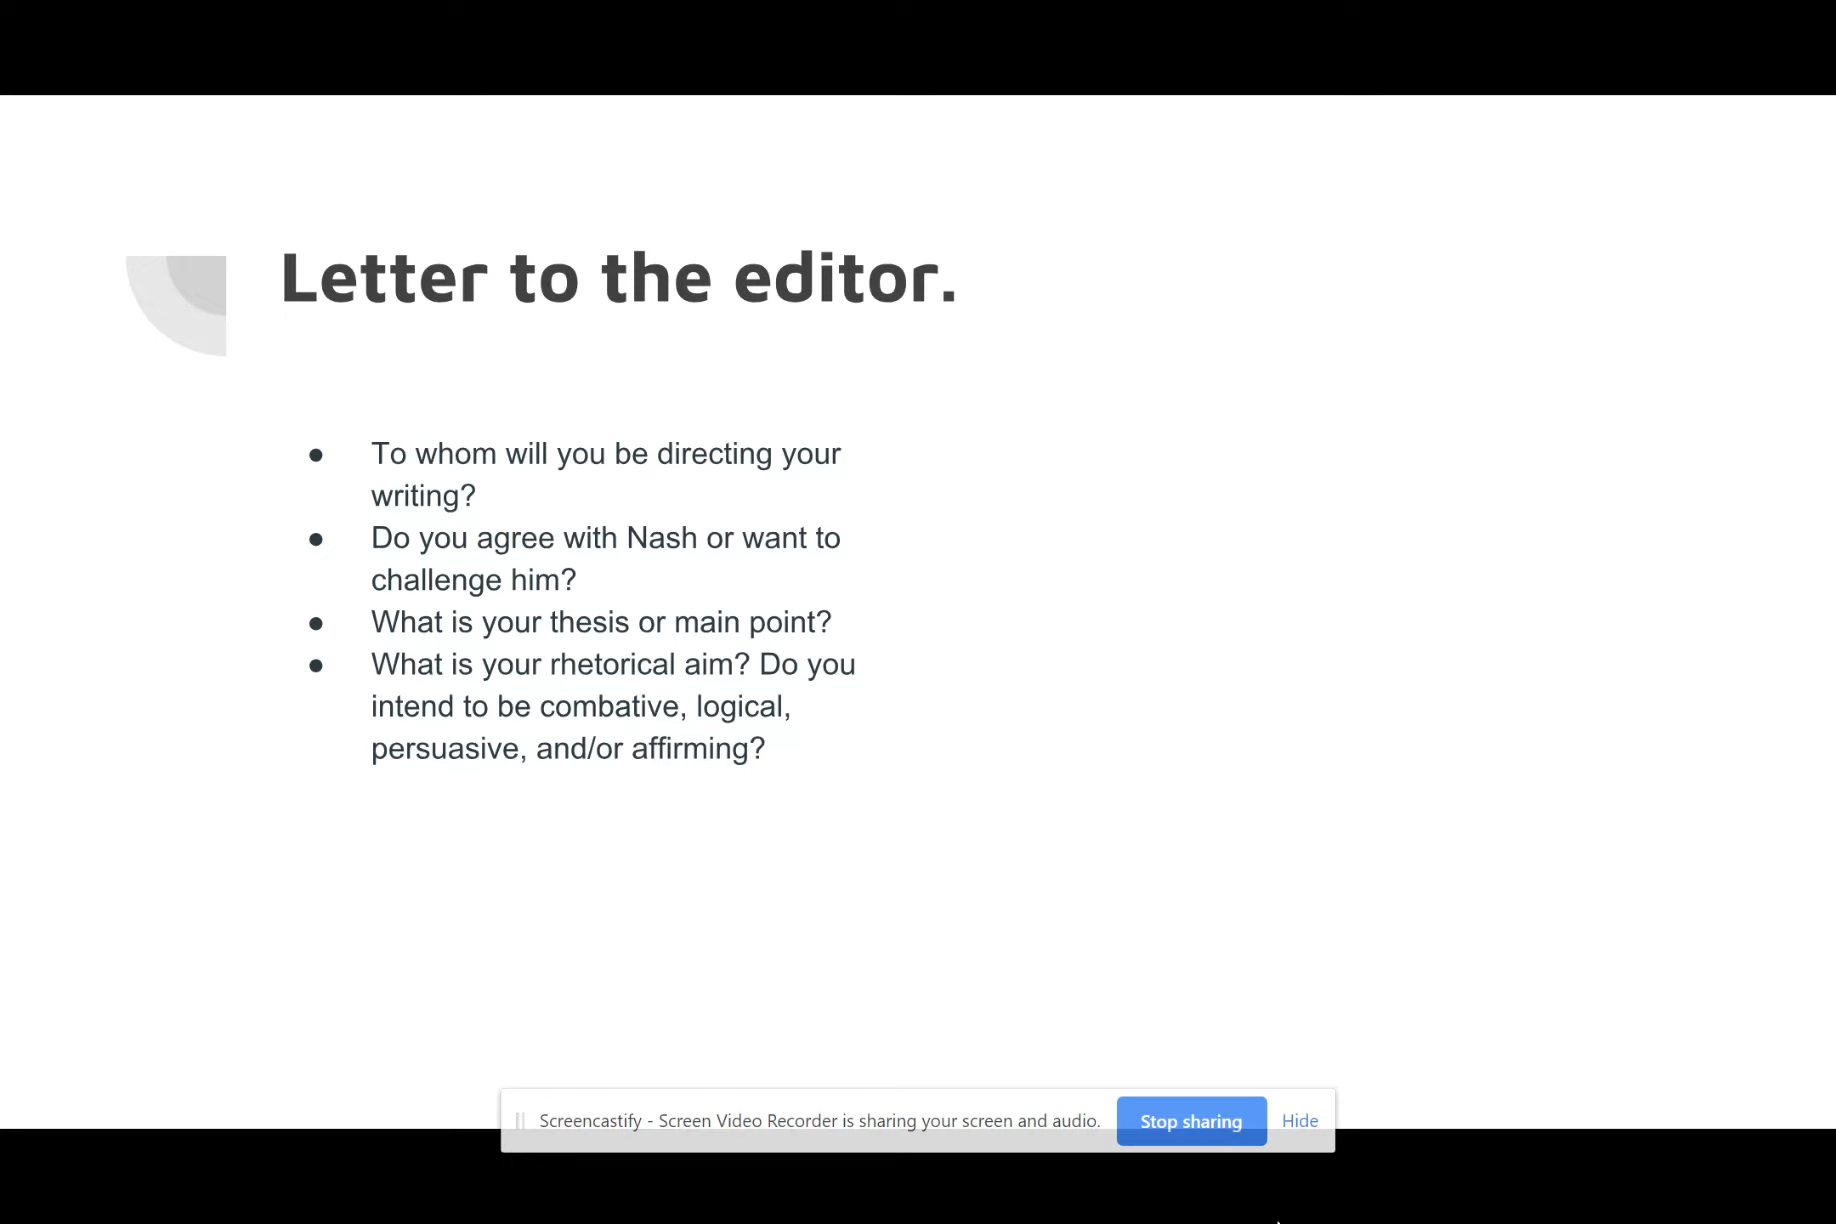 Letter to the editor.
● To whom will you be directing your
writing?
● Do you agree with Nash or want to
challenge him?
● What is your thesis or main point?
● What is your rhetorical aim? Do you
intend to be combative, logical,
persuasive, and/or affirming?
Screencastify - Screen Video Recorder is sharing your screen and audio. Stop sharing Hide